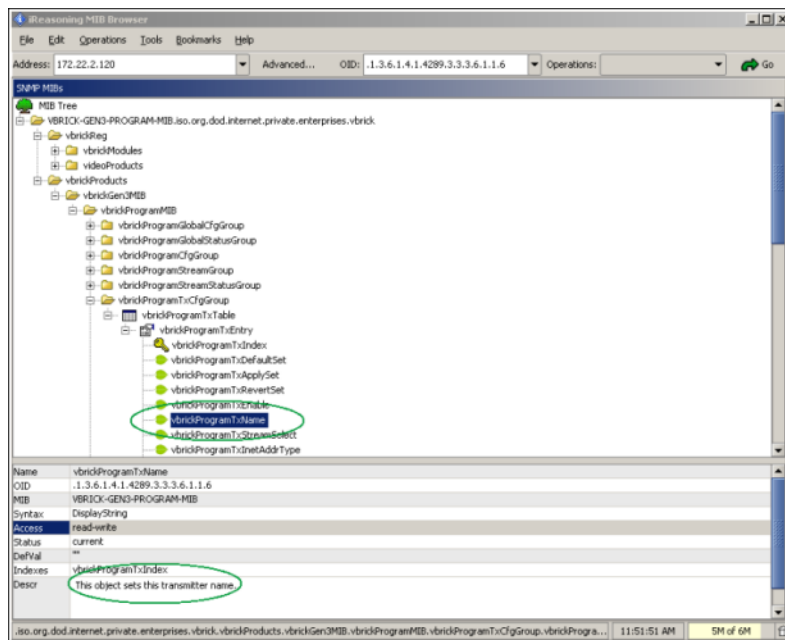 iReasoning MIB Browser
File Edit Operations Tools Bookmarks Help
Address: 172.22.2.120 Advanced... OID: .1.3.6.1.4.1.4289.3.3.3.6.1.1.6 Operations: Go
SNMP MIBs
MIB Tree
VBRICK-GEN3-PROGRAM-MIB.iso.org.dod.internet.private.enterprises.vbrick
vbrickReg
vbrickModules
videoProducts
vbrickProducts
vbrickGen3MIB
vbrickProgramMIB
vbrickProgramGlobalCfgGroup
vbrickProgramGlobalStatusGroup
vbrickProgramCfgGroup
vbrickProgramStreamGroup
vbrickProgramStreamStatusGroup
vbrickProgramTxCfgGroup
vbrickProgramTxTable
vbrickProgramTxEntry
vbrickProgramTxIndex
vbrickProgramTxDefaultSet
vbrickProgramTxApplySet
vbrickProgramTxRevertSet
vbrickProgramTxEnable
vbrickProgramTxName
vbrickProgramTxStreamSelect
vbrickProgramTxInetAddrType
Name vbrickProgramTxName
OID .1.3.6.1.4.1.4289.3.3.3.6.1.1.6
MIB VBRICK-GEN3-PROGRAM-MIB
Syntax DisplayString
Access read-write
Status current
DefVal ""
Indexes vbrickProgramTxIndex
Descr This object sets this transmitter name.
.iso.org.dod.internet.private.enterprises.vbrick.vbrickProducts.vbrickGen3MIB.vbrickProgramMIB.vbrickProgramTxCfgGroup.vbrickProgra... 11:51:51 AM 5M of 6M